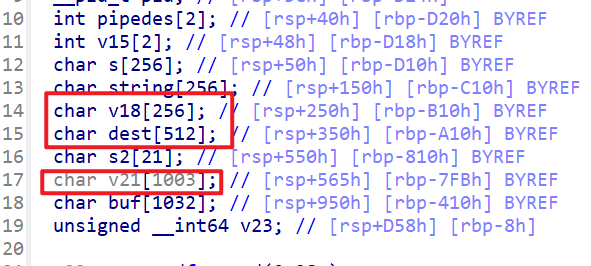 10 int pipedes[2]; // [rsp+40h] [rbp-D20h] BYREF
11 int v15[2]; // [rsp+48h] [rbp-D18h] BYREF
12 char s[256]; // [rsp+50h] [rbp-D10h] BYREF
13 char string[256]; // [rsp+150h] [rbp-C10h] BYREF
14 char v18[256]; // [rsp+250h] [rbp-B10h] BYREF
15 char dest[512]; // [rsp+350h] [rbp-A10h] BYREF
16 char s2[21]; // [rsp+550h] [rbp-810h] BYREF
17 char v21[1003]; // [rsp+565h] [rbp-7FBh] BYREF
18 char buf[1032]; // [rsp+950h] [rbp-410h] BYREF
19 unsigned __int64 v23; // [rsp+D58h] [rbp-8h]
20